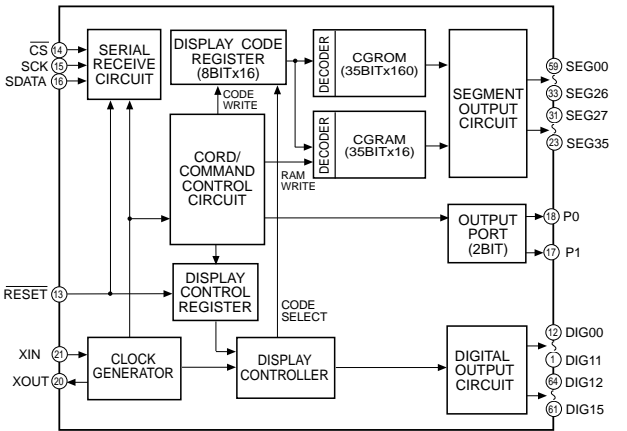 CS 14
SCK 15
SDATA 16
SERIAL
RECEIVE
CIRCUIT
DISPLAY CODE
REGISTER
(8BITx16)
CODE
WRITE
DECODER
CGROM
(35BITx160)
DECODER
CGRAM
(35BITx16)
SEGMENT
OUTPUT
CIRCUIT
59 SEG00
33 SEG26
31 SEG27
23 SEG35
CORD/
COMMAND
CONTROL
CIRCUIT
RAM
WRITE
OUTPUT
PORT
(2BIT)
18 P0
17 P1
RESET 13
DISPLAY
CONTROL
REGISTER
CODE
SELECT
XIN 21
XOUT 20
CLOCK
GENERATOR
DISPLAY
CONTROLLER
DIGITAL
OUTPUT
CIRCUIT
12 DIG00
1 DIG11
64 DIG12
61 DIG15